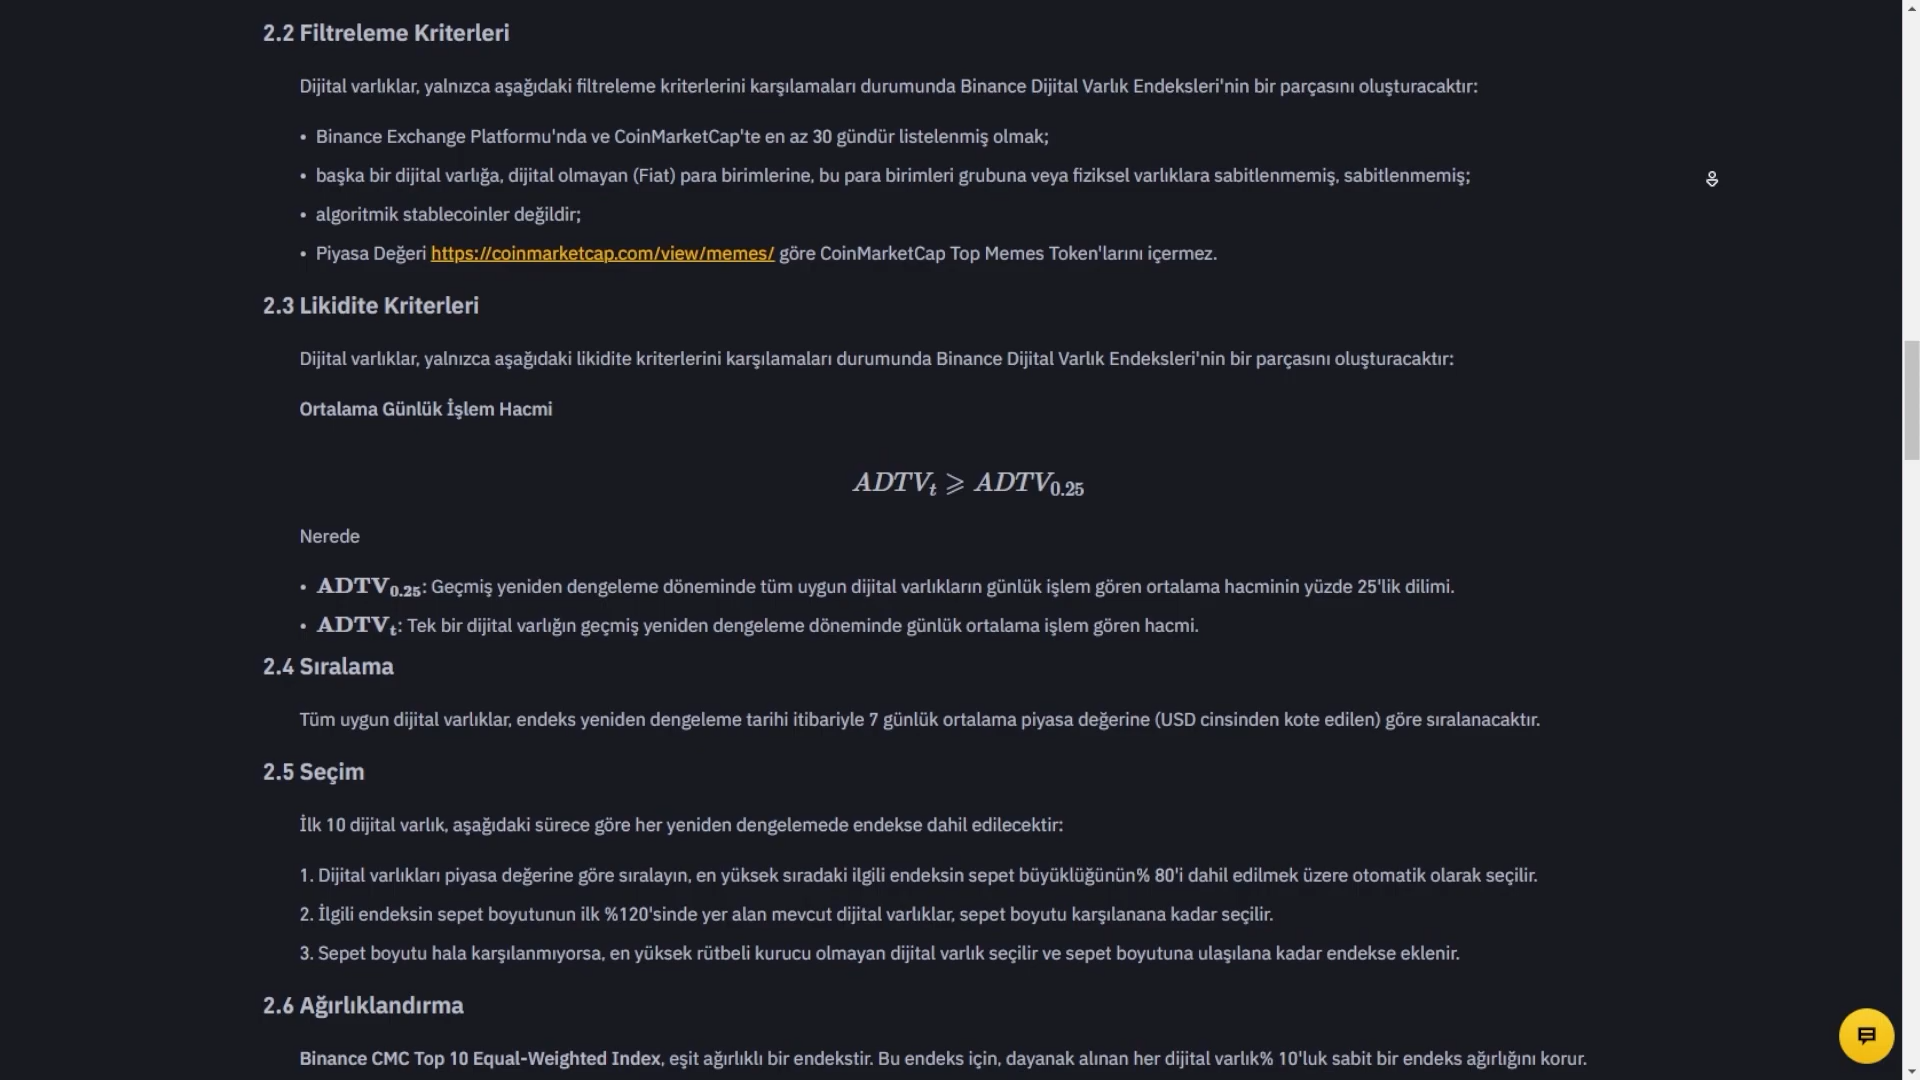 2.2 Filtreleme Kriterleri
Dijital varlıklar, yalnızca aşağıdaki filtreleme kriterlerini karşılamaları durumunda Binance Dijital Varlık Endeksleri'nin bir parçasını oluşturacaktır:
• Binance Exchange Platformu'nda ve CoinMarketCap'te en az 30 gündür listelenmiş olmak;
• başka bir dijital varlığa, dijital olmayan (Fiat) para birimlerine, bu para birimleri grubuna veya fiziksel varlıklara sabitlenmemiş, sabitlenmemiş;
• algoritmik stablecoinler değildir;
• Piyasa Değeri https://coinmarketcap.com/view/memes/ göre CoinMarketCap Top Memes Token'larını içermez.
2.3 Likidite Kriterleri
Dijital varlıklar, yalnızca aşağıdaki likidite kriterlerini karşılamaları durumunda Binance Dijital Varlık Endeksleri'nin bir parçasını oluşturacaktır:
Ortalama Günlük İşlem Hacmi
ADTVₜ ⩾ ADTV₀.₂₅
Nerede
• ADTV₀.₂₅: Geçmiş yeniden dengeleme döneminde tüm uygun dijital varlıkların günlük işlem gören ortalama hacminin yüzde 25'lik dilimi.
• ADTVₜ: Tek bir dijital varlığın geçmiş yeniden dengeleme döneminde günlük ortalama işlem gören hacmi.
2.4 Sıralama
Tüm uygun dijital varlıklar, endeks yeniden dengeleme tarihi itibariyle 7 günlük ortalama piyasa değerine (USD cinsinden kote edilen) göre sıralanacaktır.
2.5 Seçim
İlk 10 dijital varlık, aşağıdaki sürece göre her yeniden dengelemede endekse dahil edilecektir:
1. Dijital varlıkları piyasa değerine göre sıralayın, en yüksek sıradaki ilgili endeksin sepet büyüklüğünün% 80'i dahil edilmek üzere otomatik olarak seçilir.
2. İlgili endeksin sepet boyutunun ilk %120'sinde yer alan mevcut dijital varlıklar, sepet boyutu karşılanana kadar seçilir.
3. Sepet boyutu hala karşılanmıyorsa, en yüksek rütbeli kurucu olmayan dijital varlık seçilir ve sepet boyutuna ulaşılana kadar endekse eklenir.
2.6 Ağırlıklandırma
Binance CMC Top 10 Equal-Weighted Index, eşit ağırlıklı bir endekstir. Bu endeks için, dayanak alınan her dijital varlık% 10'luk sabit bir endeks ağırlığını korur.